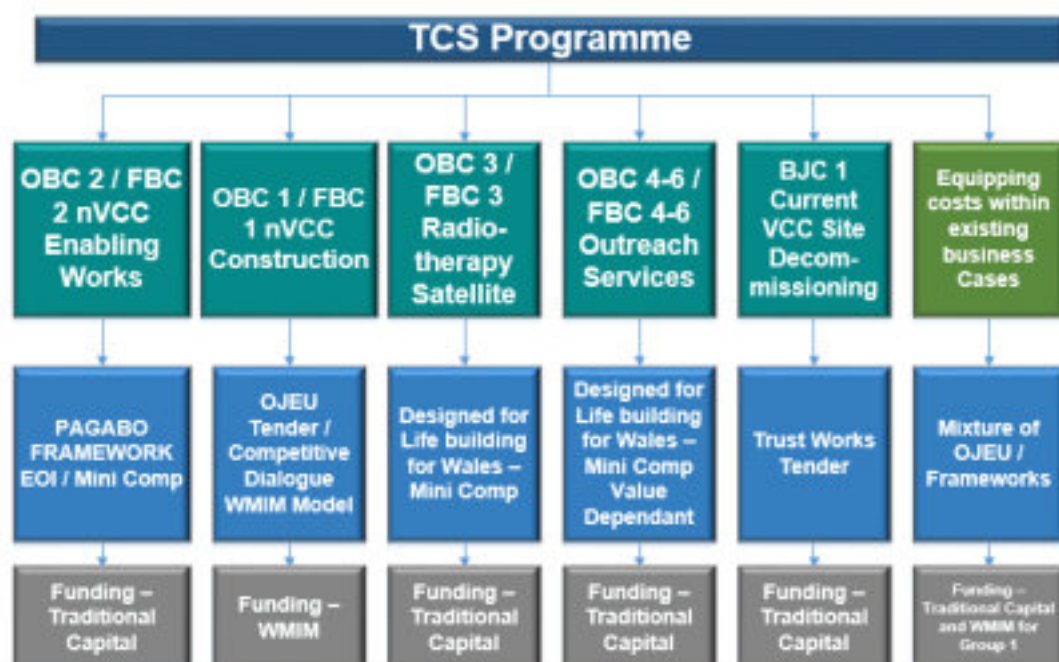 TCS Programme
OBC 2 / FBC
2 nVCC
Enabling
Works
OBC 1 / FBC
1 nVCC
Construction
OBC 3 /
FBC 3
Radio-
therapy
Satellite
OBC 4-6 /
FBC 4-6
Outreach
Services
BJC 1
Current
VCC Site
Decom-
missioning
Equipping
costs within
existing
business
Cases
PAGABO
FRAMEWORK
EOI / Mini Comp
OJEU
Tender /
Competitive
Dialogue
WMIM Model
Designed for
Life building
for Wales –
Mini Comp
Designed for
Life building
for Wales –
Mini Comp
Value
Dependant
Trust Works
Tender
Mixture of
OJEU /
Frameworks
Funding –
Traditional
Capital
Funding –
WMIM
Funding –
Traditional
Capital
Funding –
Traditional
Capital
Funding –
Traditional
Capital
Funding –
Traditional Capital
and WMIM for
Group 1